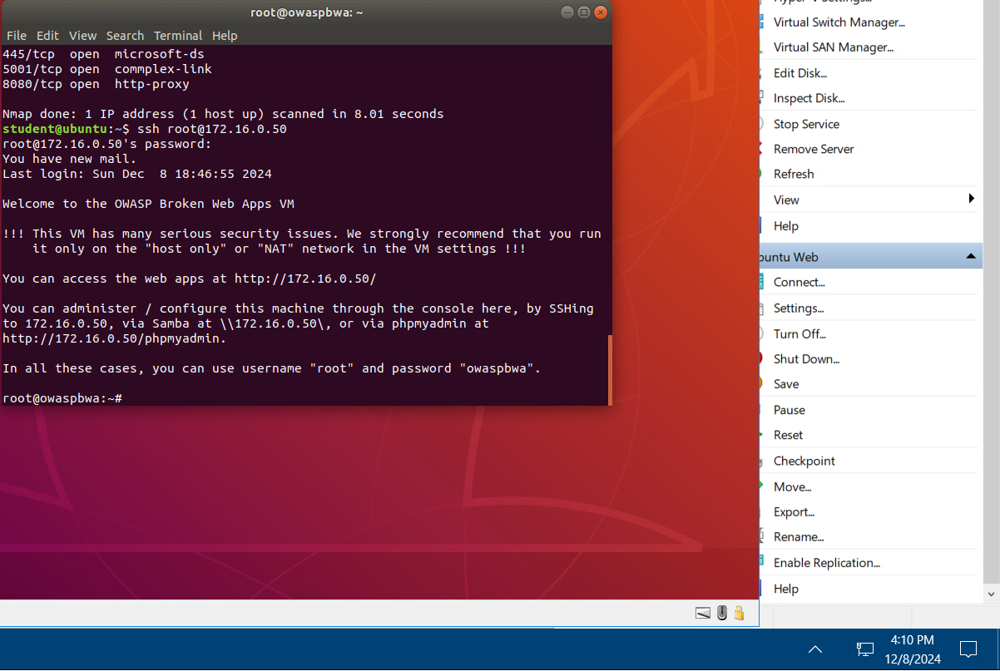 root@owaspbwa: ~
File Edit View Search Terminal Help
445/tcp  open  microsoft-ds
5001/tcp open  commplex-link
8080/tcp open  http-proxy
Nmap done: 1 IP address (1 host up) scanned in 8.01 seconds
student@ubuntu:~$ ssh root@172.16.0.50
root@172.16.0.50's password:
You have new mail.
Last login: Sun Dec  8 18:46:55 2024
Welcome to the OWASP Broken Web Apps VM
!!! This VM has many serious security issues. We strongly recommend that you run
    it only on the "host only" or "NAT" network in the VM settings !!!
You can access the web apps at http://172.16.0.50/
You can administer / configure this machine through the console here, by SSHing
to 172.16.0.50, via Samba at \\172.16.0.50\, or via phpmyadmin at
http://172.16.0.50/phpmyadmin.
In all these cases, you can use username "root" and password "owaspbwa".
root@owaspbwa:~#
Virtual Switch Manager...
Virtual SAN Manager...
Edit Disk...
Inspect Disk...
Stop Service
Remove Server
Refresh
View
Help
buntu Web
Connect...
Settings...
Turn Off...
Shut Down...
Save
Pause
Reset
Checkpoint
Move...
Export...
Rename...
Enable Replication...
Help
4:10 PM
12/8/2024